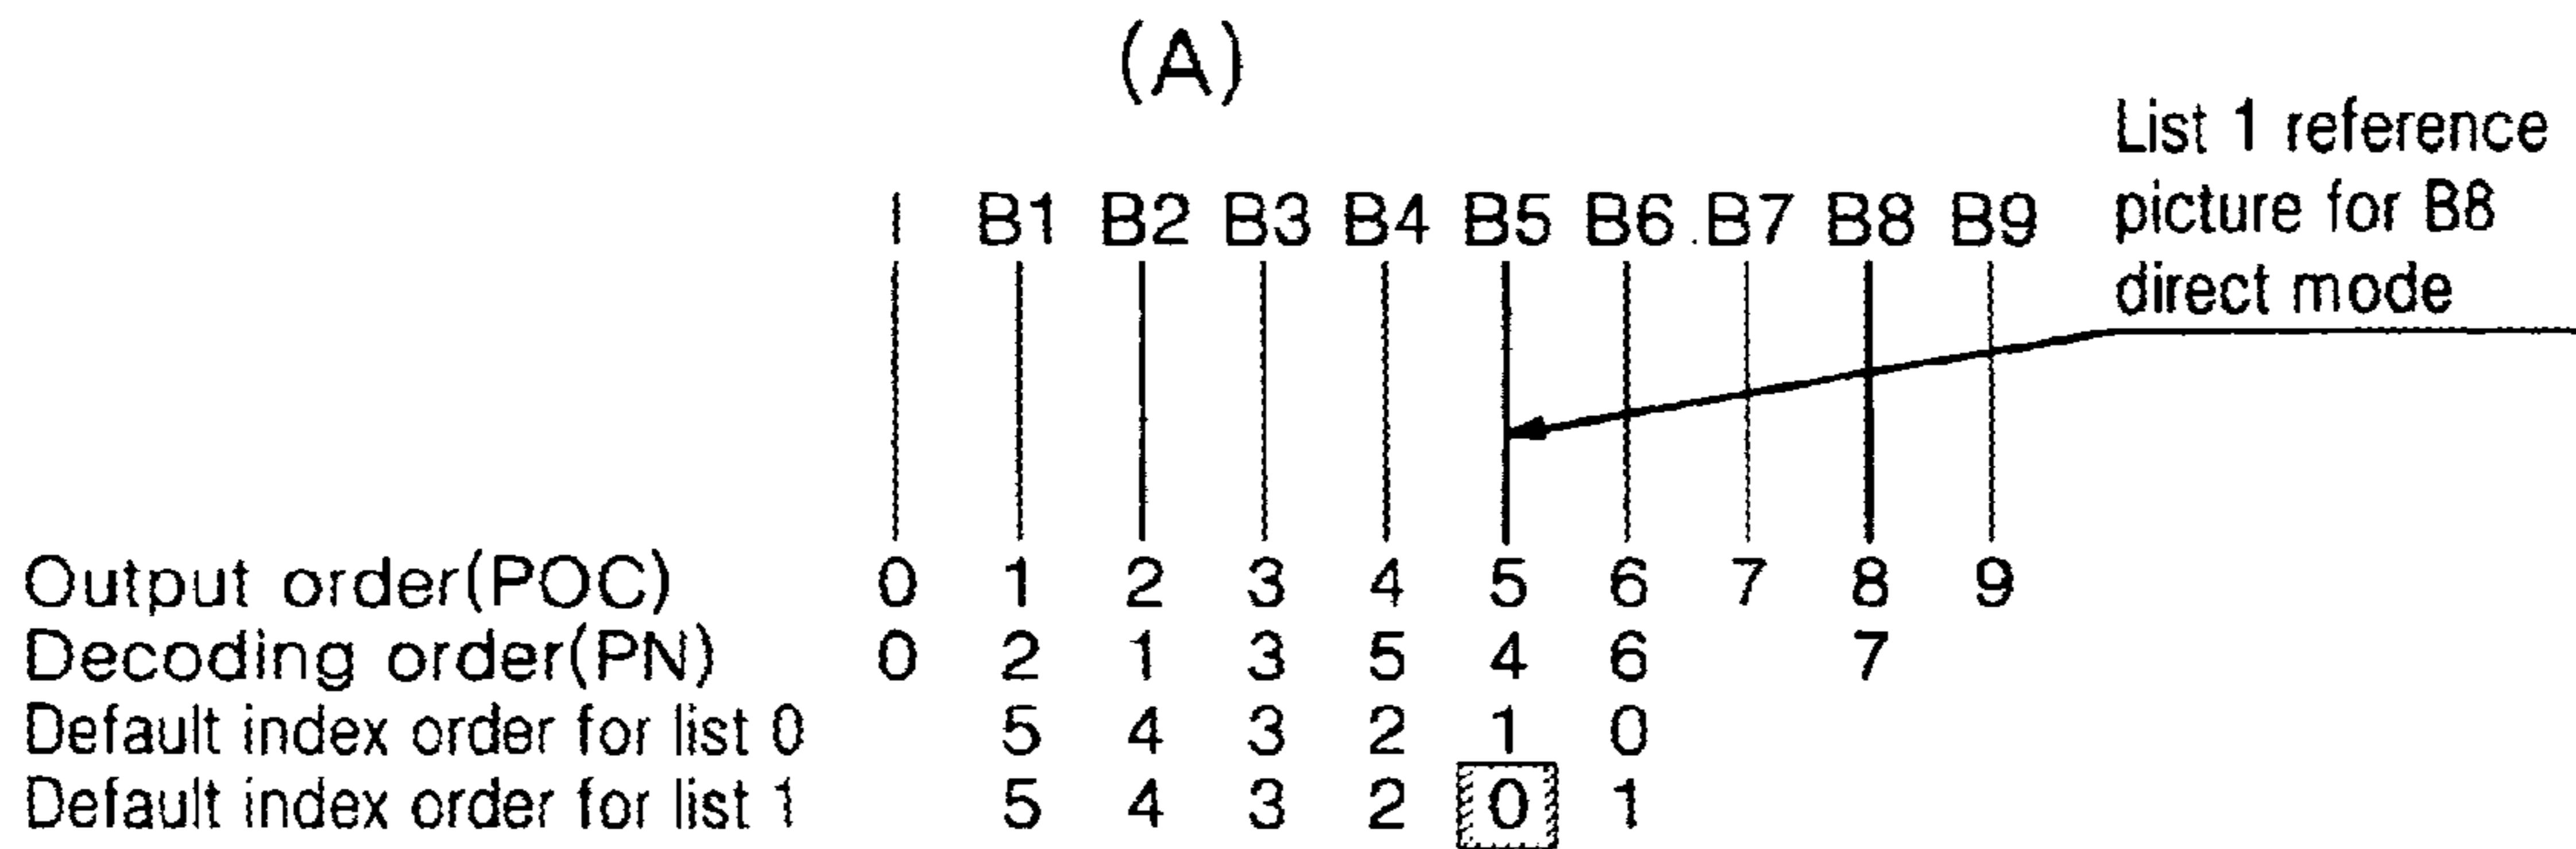 (A)
List 1 reference
picture for B8
direct mode
I B1 B2 B3 B4 B5 B6 B7 B8 B9
Output order(POC) 0 1 2 3 4 5 6 7 8 9
Decoding order(PN) 0 2 1 3 5 4 6 7
Default index order for list 0 5 4 3 2 1 0
Default index order for list 1 5 4 3 2 0 1